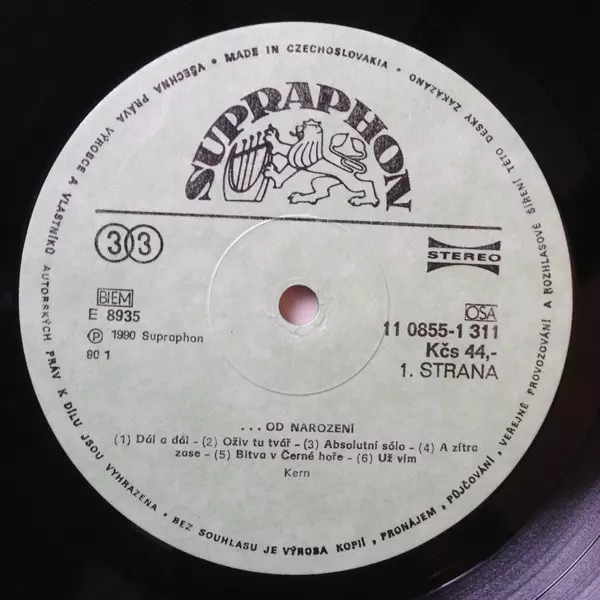 VŠECHNA PRÁVA VÝROBCE A VLASTNÍKŮ AUTORSKÝCH PRÁV K DÍLU JSOU VYHRAZENA • BEZ SOUHLASU JE VÝROBA KOPIÍ, PRONÁJEM, PŮJČOVÁNÍ, VEŘEJNÉ PROVOZOVÁNÍ A ROZHLASOVÉ ŠÍŘENÍ TÉTO DESKY ZAKÁZÁNO • MADE IN CZECHOSLOVAKIA •
SUPRAPHON
33
STEREO
BIEM
E 8935
Ⓟ 1990 Supraphon
80 1
OSA
11 0855-1 311
Kčs 44,-
1. STRANA
...OD NAROZENÍ
(1) Dál a dál - (2) Oživ tu tvář - (3) Absolutní sólo - (4) A zítra
zase - (5) Bitva v Černé hoře - (6) Už vím
Kern